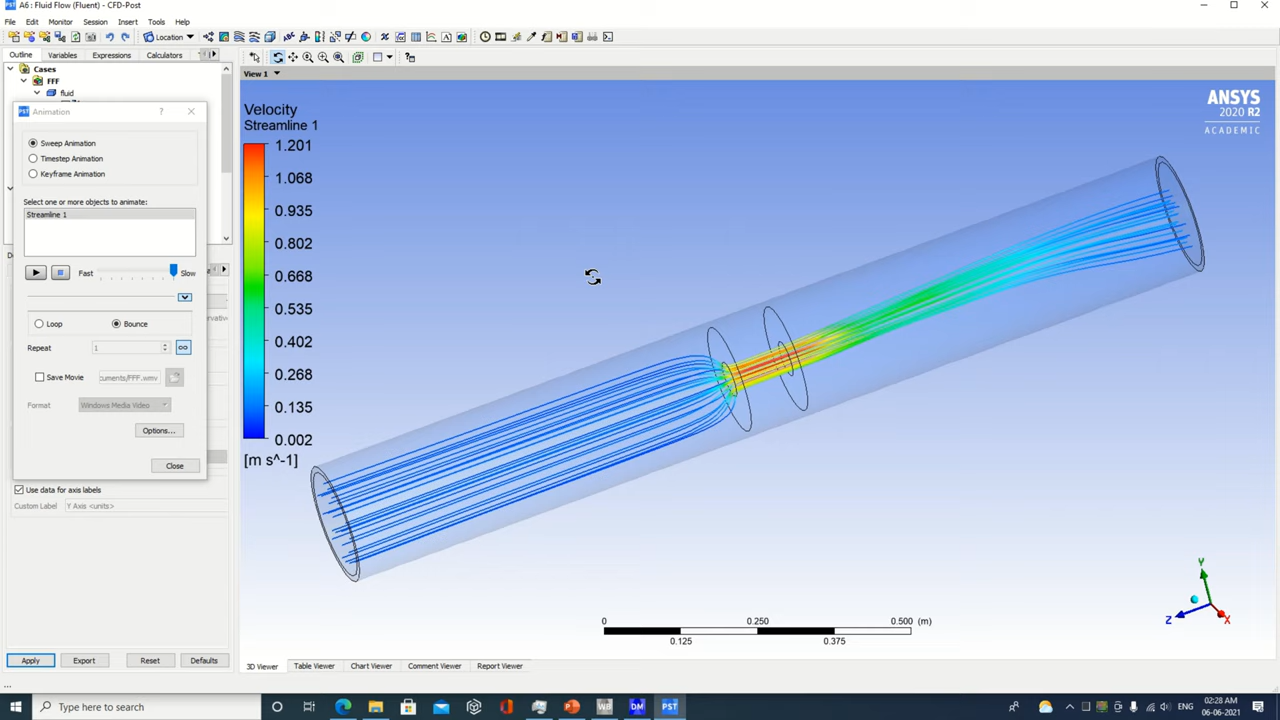 A6 : Fluid Flow (Fluent) - CFD-Post
File Edit Monitor Session Insert Tools Help
Location
Outline Variables Expressions Calculators
Cases
FFF
fluid
View 1
Animation
Sweep Animation
Timestep Animation
Keyframe Animation
Select one or more objects to animate:
Streamline 1
Fast Slow
Loop Bounce
Repeat 1
Save Movie cuments/FFF.wmv
Format Windows Media Video
Options...
Close
Use data for axis labels
Custom Label Y Axis <units>
Apply Export Reset Defaults
Velocity
Streamline 1
1.201
1.068
0.935
0.802
0.668
0.535
0.402
0.268
0.135
0.002
[m s^-1]
ANSYS
2020 R2
ACADEMIC
0 0.250 0.500 (m)
0.125 0.375
Y
Z X
3D Viewer Table Viewer Chart Viewer Comment Viewer Report Viewer
Type here to search
W8 DM PST
ENG
02:28 AM
06-06-2021